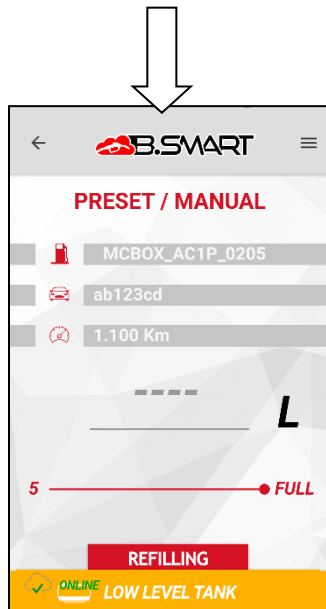 B.SMART
PRESET / MANUAL
MCBOX_AC1P_0205
ab123cd
1.100 Km
----
L
5 FULL
REFILLING
ONLINE LOW LEVEL TANK